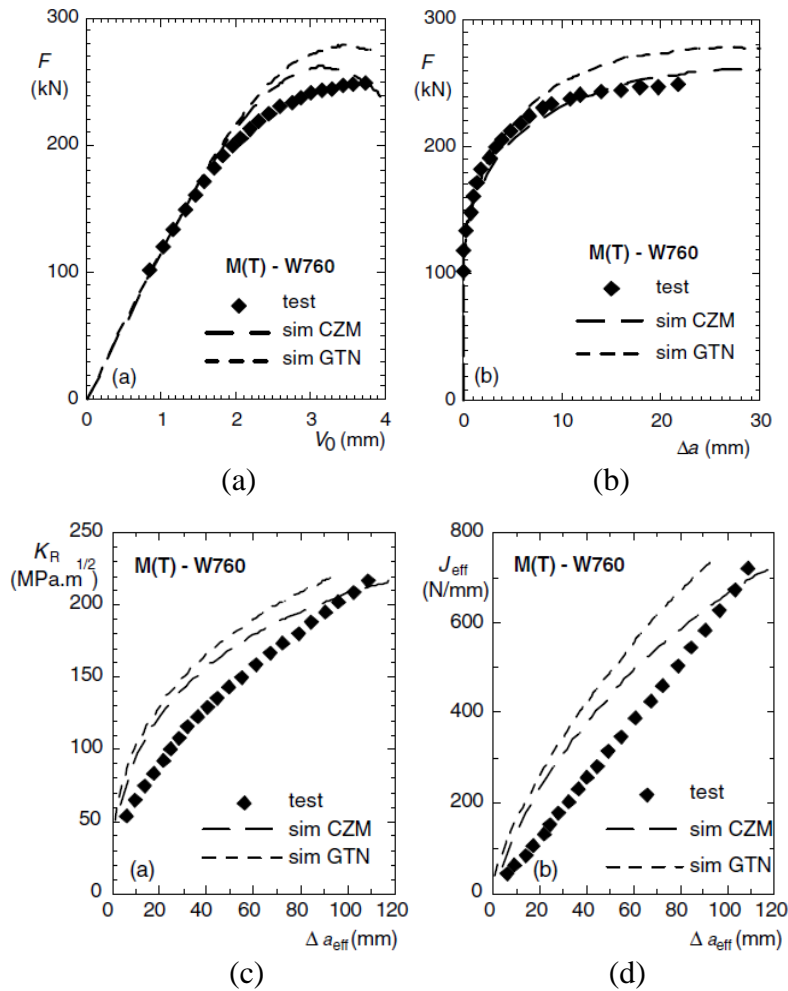 300
F
(kN)
200
100
0
M(T) - W760
test
sim CZM
sim GTN
(a)
0 1 2 3 4
V0 (mm)
(a)
300
F
(kN)
200
100
0
M(T) - W760
test
sim CZM
sim GTN
(b)
0 10 20 30
Δa (mm)
(b)
250
KR
(MPa.m1/2)
200
150
100
50
0
M(T) - W760
test
sim CZM
sim GTN
(a)
0 20 40 60 80 100 120
Δ aeff (mm)
(c)
800
Jeff
(N/mm)
600
400
200
0
M(T) - W760
test
sim CZM
sim GTN
(b)
0 20 40 60 80 100 120
Δ aeff (mm)
(d)